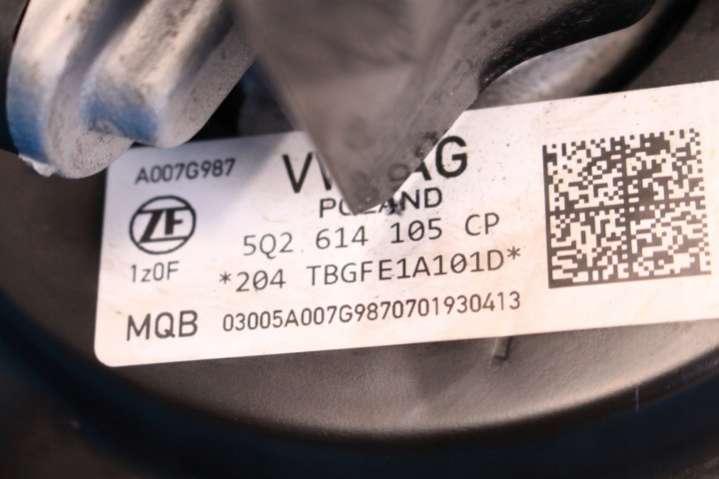 A007G987
VW AG
POLAND
ZF
5Q2 614 105 CP
1z0F
*204 TBGFE1A101D*
MQB 03005A007G9870701930413